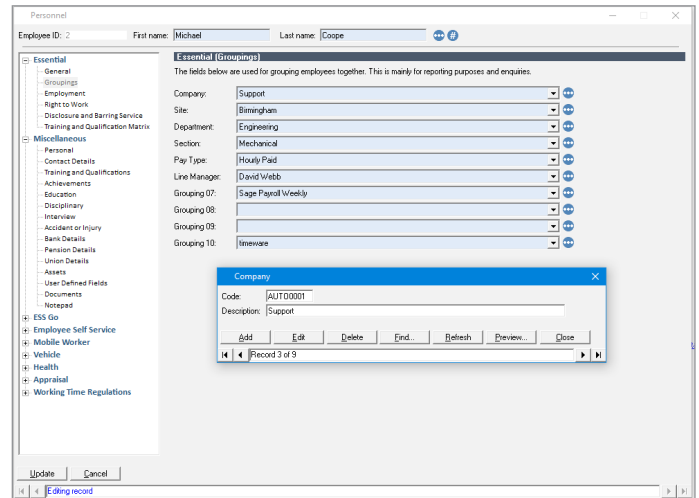 Personnel
Employee ID: 2 First name: Michael Last name: Coope
Essential
General
Groupings
Employment
Right to Work
Disclosure and Barring Service
Training and Qualification Matrix
Miscellaneous
Personal
Contact Details
Training and Qualifications
Achievements
Education
Disciplinary
Interview
Accident or Injury
Bank Details
Pension Details
Union Details
Assets
User Defined Fields
Documents
Notepad
ESS Go
Employee Self Service
Mobile Worker
Vehicle
Health
Appraisal
Working Time Regulations
Essential (Groupings)
The fields below are used for grouping employees together. This is mainly for reporting purposes and enquiries.
Company: Support
Site: Birmingham
Department: Engineering
Section: Mechanical
Pay Type: Hourly Paid
Line Manager: David Webb
Grouping 07: Sage Payroll Weekly
Grouping 08:
Grouping 09:
Grouping 10: timeware
Company
Code: AUTO0001
Description: Support
Add Edit Delete Find... Refresh Preview... Close
Record 3 of 9
Update Cancel
Editing record